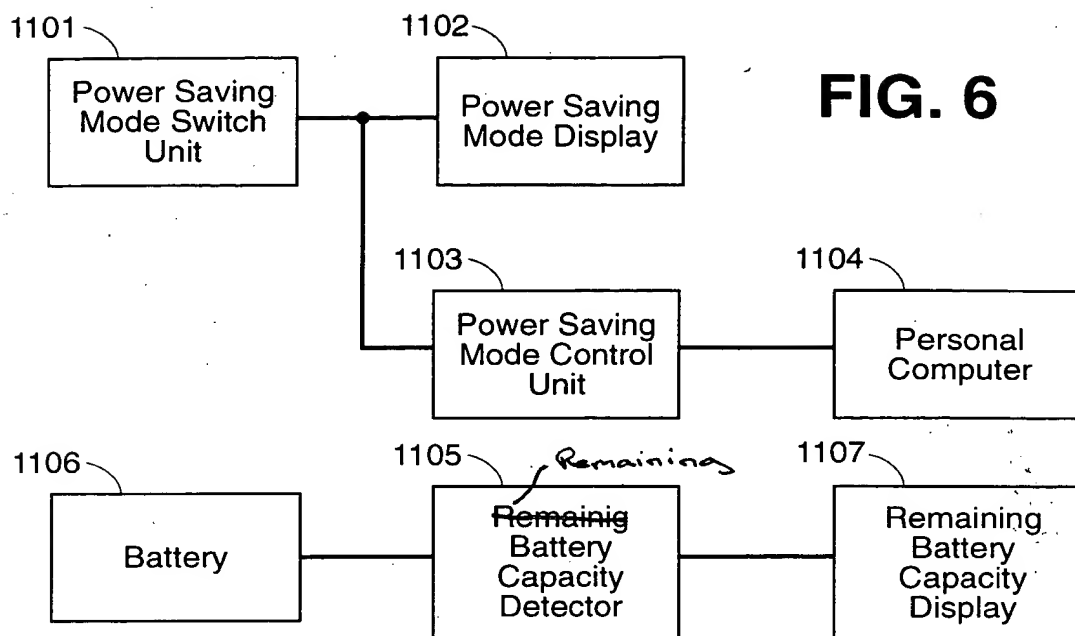 1101
1102
FIG. 6
Power Saving
Mode Switch
Unit
Power Saving
Mode Display
1103
1104
Power Saving
Mode Control
Unit
Personal
Computer
1106
1105
Remaining
1107
Battery
Remainig
Battery
Capacity
Detector
Remaining
Battery
Capacity
Display